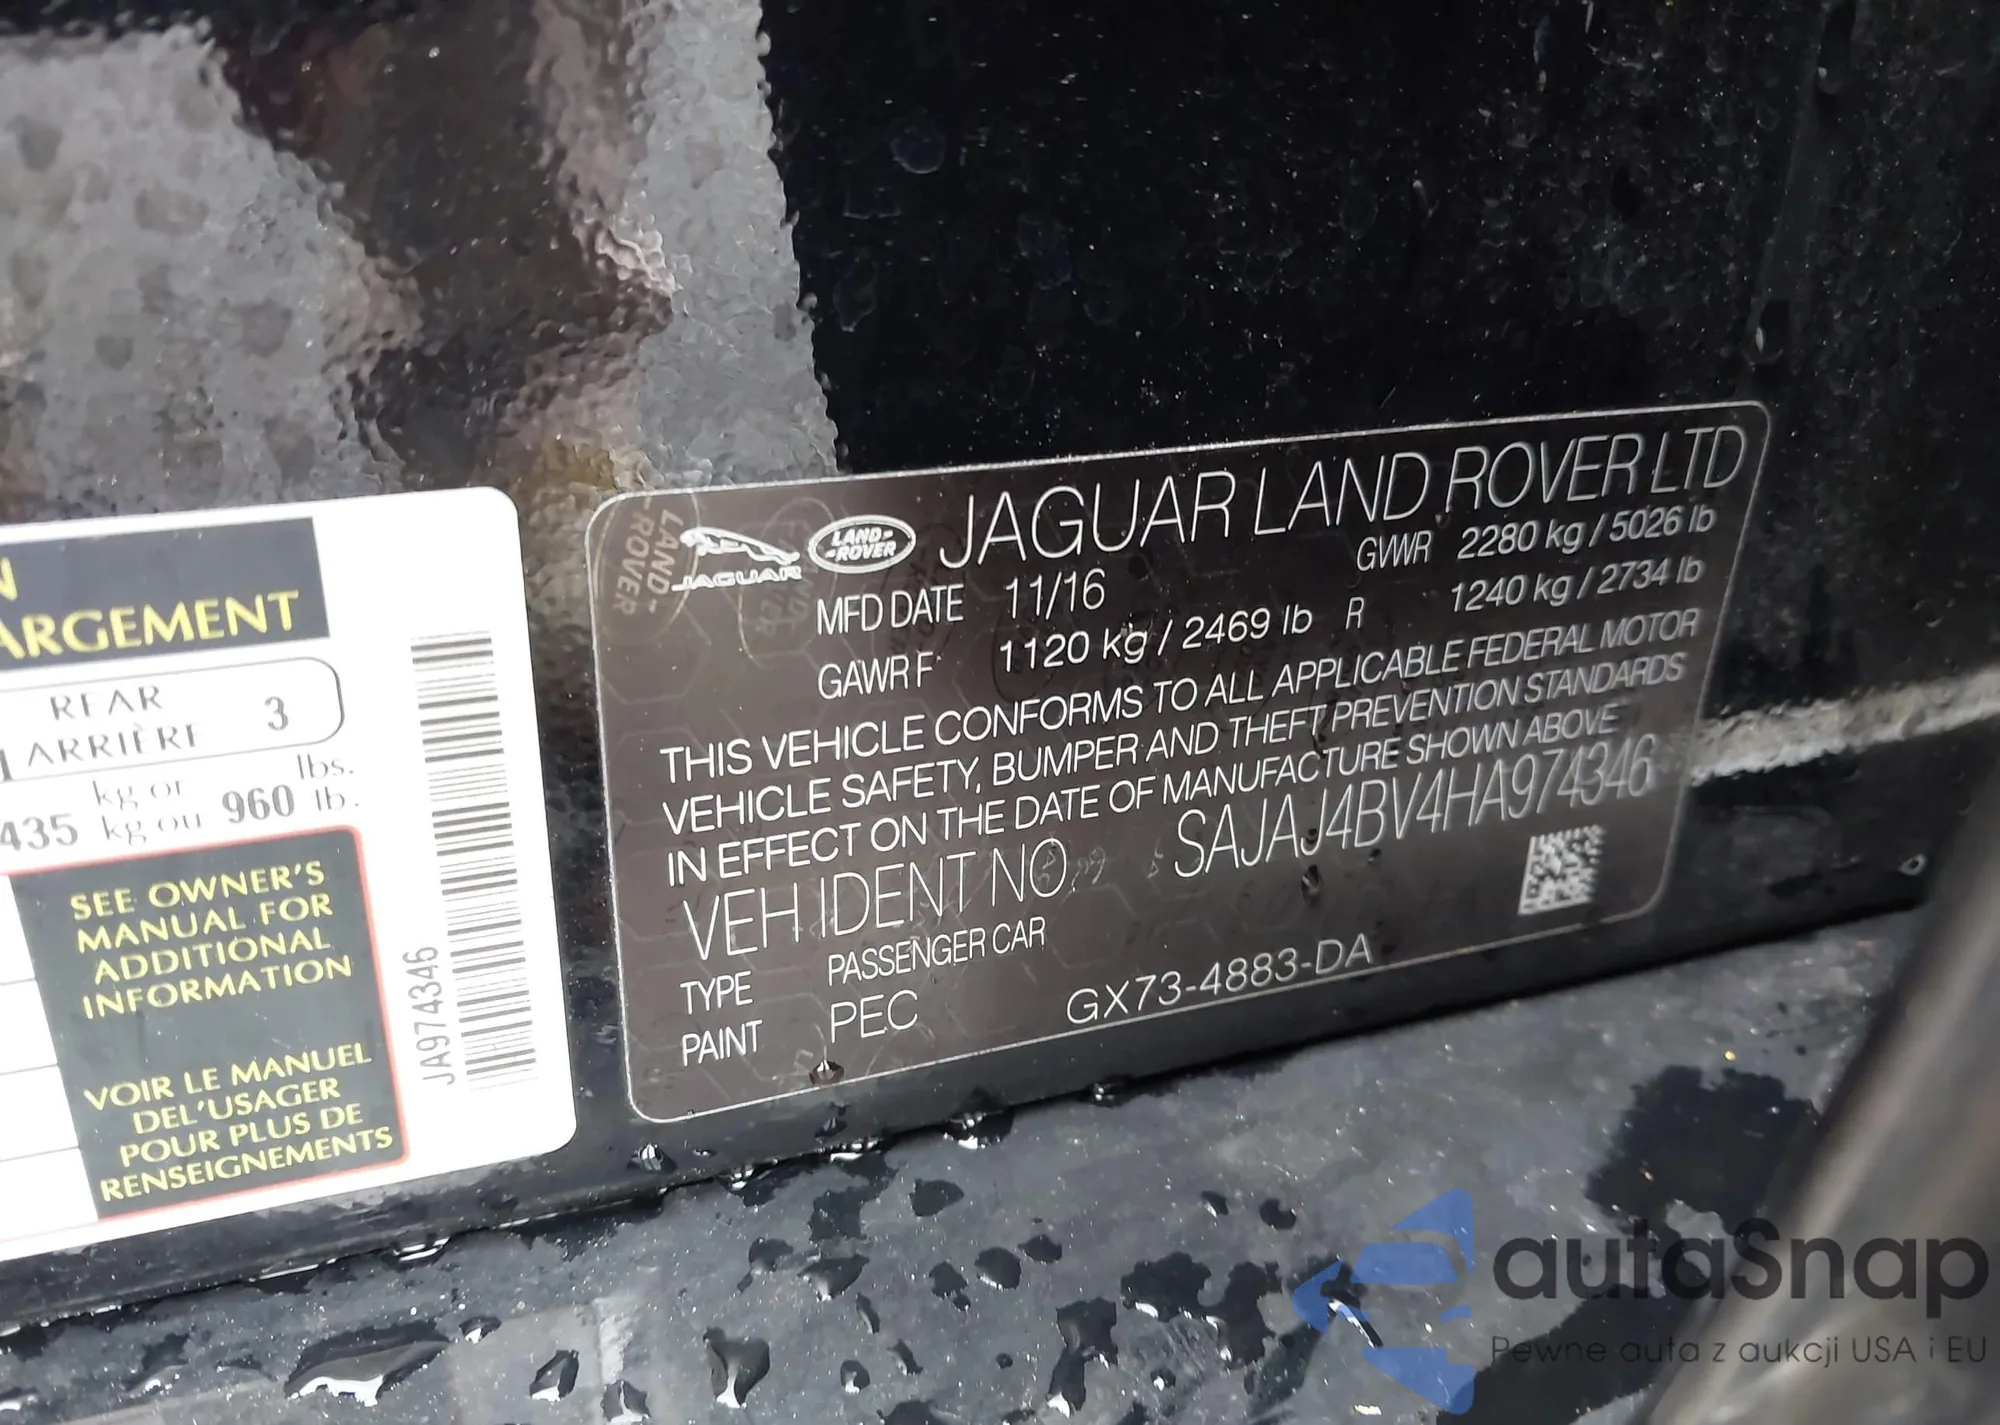 N
ARGEMENT
REAR
ARRIÈRE
3
kg or
lbs.
435 kg ou 960 lb.
SEE OWNER'S
MANUAL FOR
ADDITIONAL
INFORMATION
VOIR LE MANUEL
DEL'USAGER
POUR PLUS DE
RENSEIGNEMENTS
JA974346
LAND-
-ROVER
JAGUAR
LAND-
-ROVER
JAGUAR LAND ROVER LTD
MFD DATE 11/16 GVWR 2280 kg / 5026 lb
GAWR F 1120 kg / 2469 lb R 1240 kg / 2734 lb
THIS VEHICLE CONFORMS TO ALL APPLICABLE FEDERAL MOTOR
VEHICLE SAFETY, BUMPER AND THEFT PREVENTION STANDARDS
IN EFFECT ON THE DATE OF MANUFACTURE SHOWN ABOVE
VEH IDENT NO. SAJAJ4BV4HA974346
TYPE PASSENGER CAR
PAINT PEC GX73-4883-DA
autaSnap
Pewne auta z aukcji USA i EU